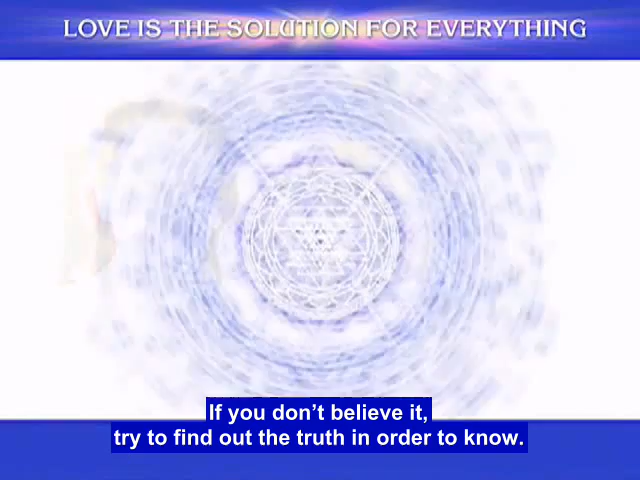 LOVE IS THE SOLUTION FOR EVERYTHING
If you don't believe it,
try to find out the truth in order to know.